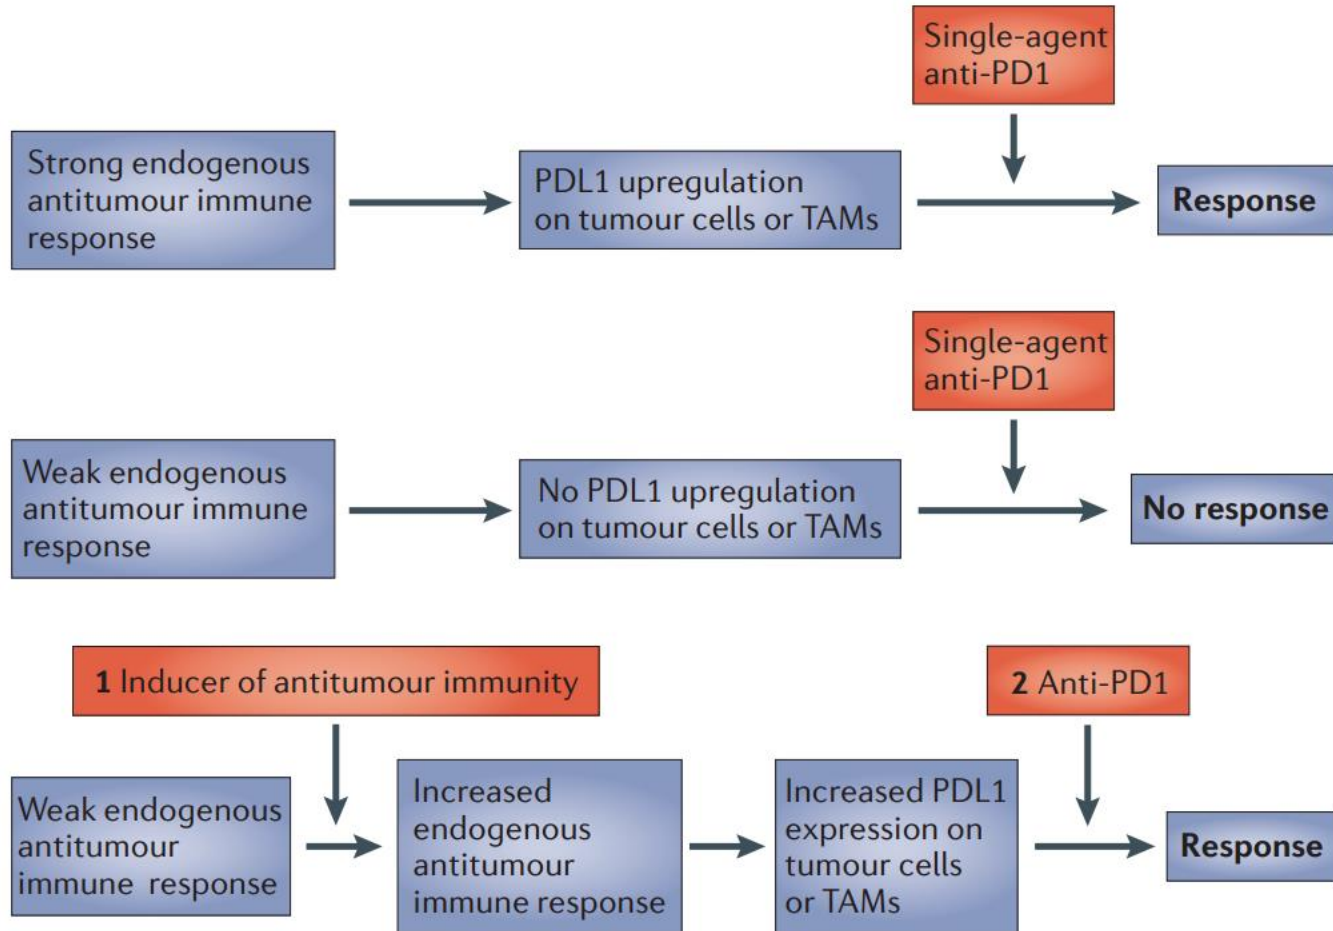 Single-agent
anti-PD1
Strong endogenous
antitumour immune
response
PDL1 upregulation
on tumour cells or TAMs
Response
Single-agent
anti-PD1
Weak endogenous
antitumour immune
response
No PDL1 upregulation
on tumour cells or TAMs
No response
1 Inducer of antitumour immunity
2 Anti-PD1
Weak endogenous
antitumour
immune response
Increased
endogenous
antitumour
immune response
Increased PDL1
expression on
tumour cells
or TAMs
Response